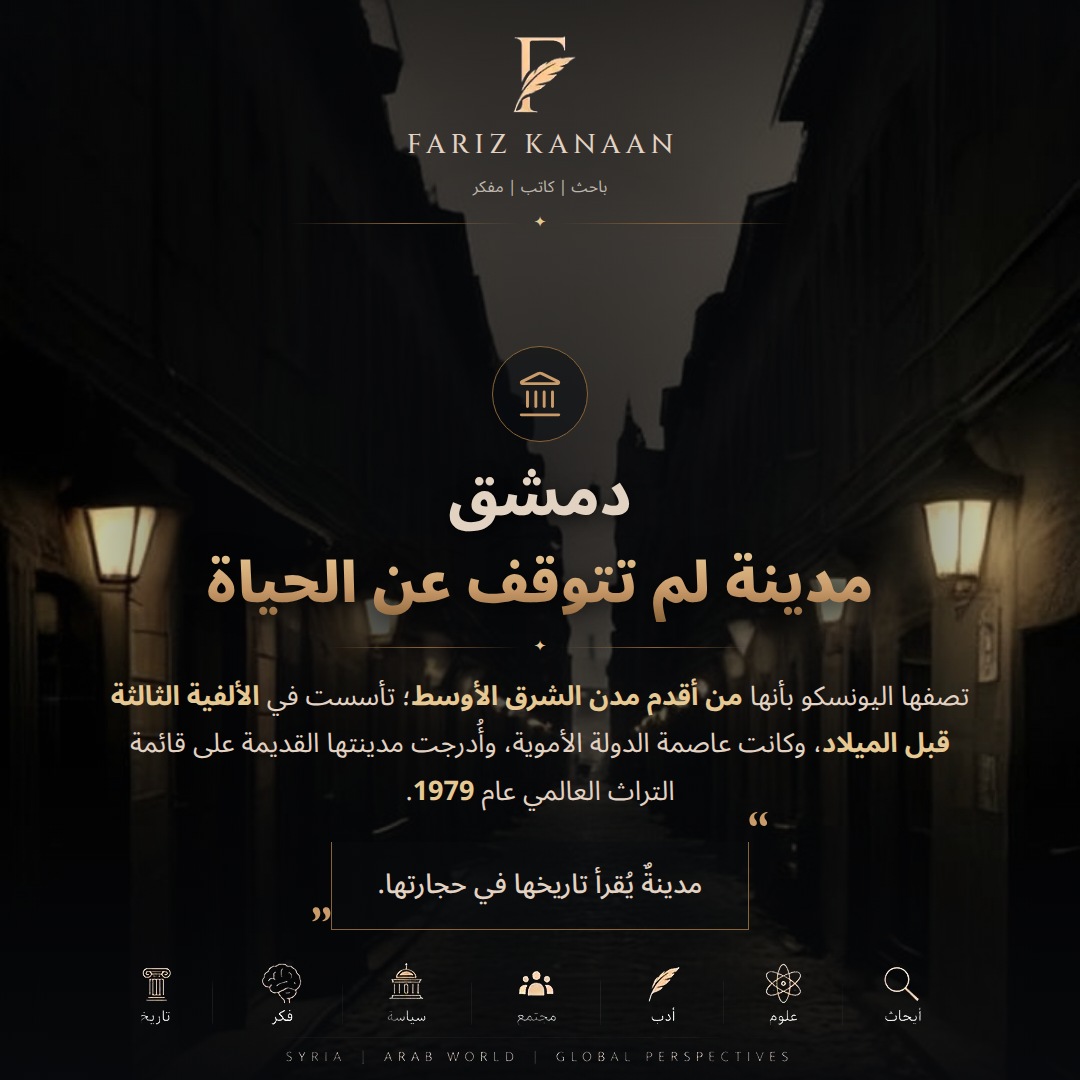 FARIZ KANAAN
باحث | كاتب | مفكر
دمشق
مدينة لم تتوقف عن الحياة
تصفها اليونسكو بأنها من أقدم مدن الشرق الأوسط؛ تأسست في الألفية الثالثة
قبل الميلاد، وكانت عاصمة الدولة الأموية، وأُدرجت مدينتها القديمة على قائمة
التراث العالمي عام 1979.
“
مدينةٌ يُقرأ تاريخها في حجارتها.
”
أبحاث علوم أدب مجتمع سياسة فكر تاريخ
SYRIA | ARAB WORLD | GLOBAL PERSPECTIVES